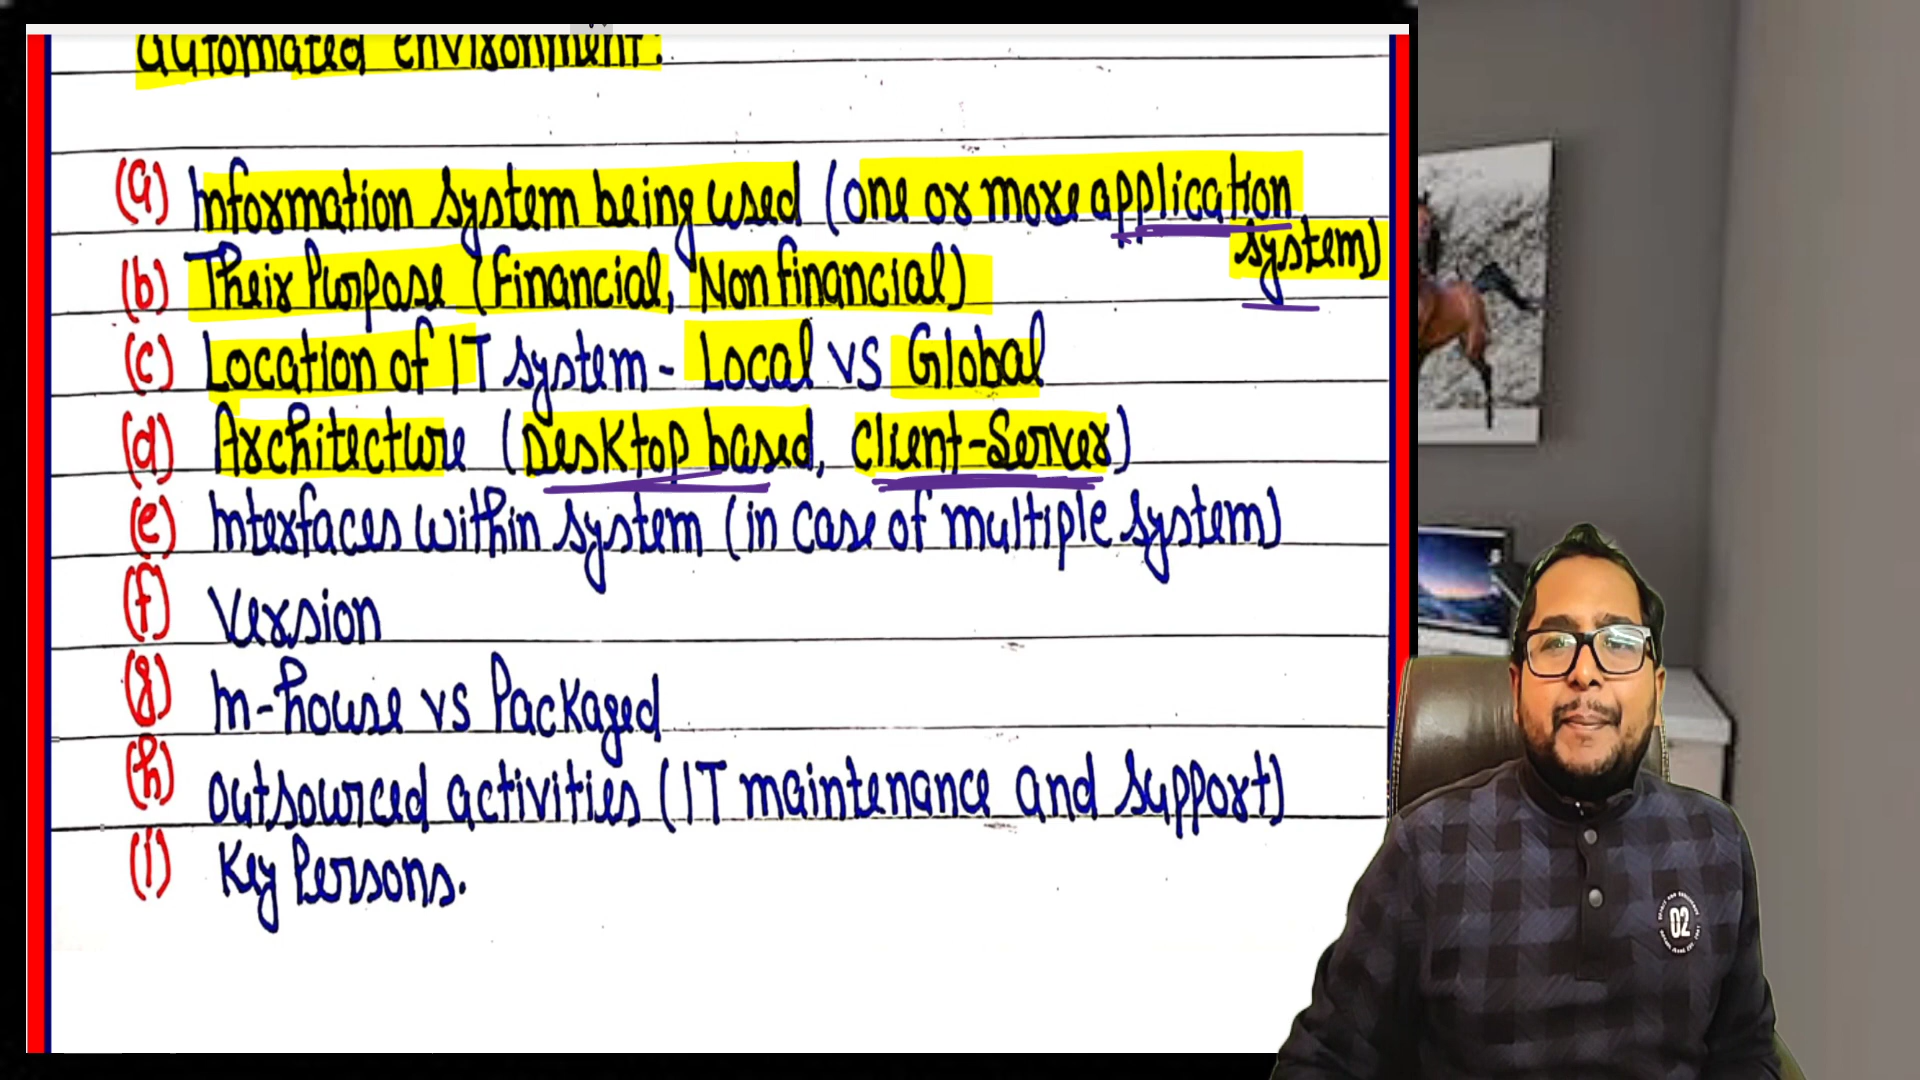 automated environment:
(a) Information system being used (one or more application
system)
(b) Their Purpose (Financial, Non financial)
(c) Location of IT system - Local vs Global
(d) Architecture (Desktop based, Client-Server)
(e) Interfaces within system (in case of multiple system)
(f) Version
(g) In-house vs Packaged
(h) outsourced activities (IT maintenance and support)
(i) Key Persons.
02